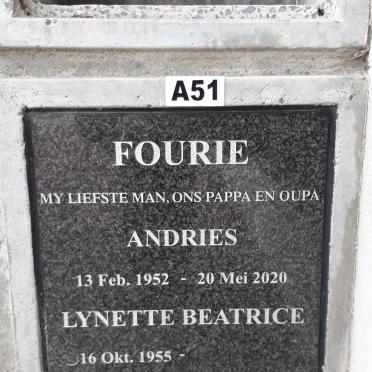 A51
FOURIE
MY LIEFSTE MAN, ONS PAPPA EN OUPA
ANDRIES
13 Feb. 1952 - 20 Mei 2020
LYNETTE BEATRICE
16 Okt. 1955 -